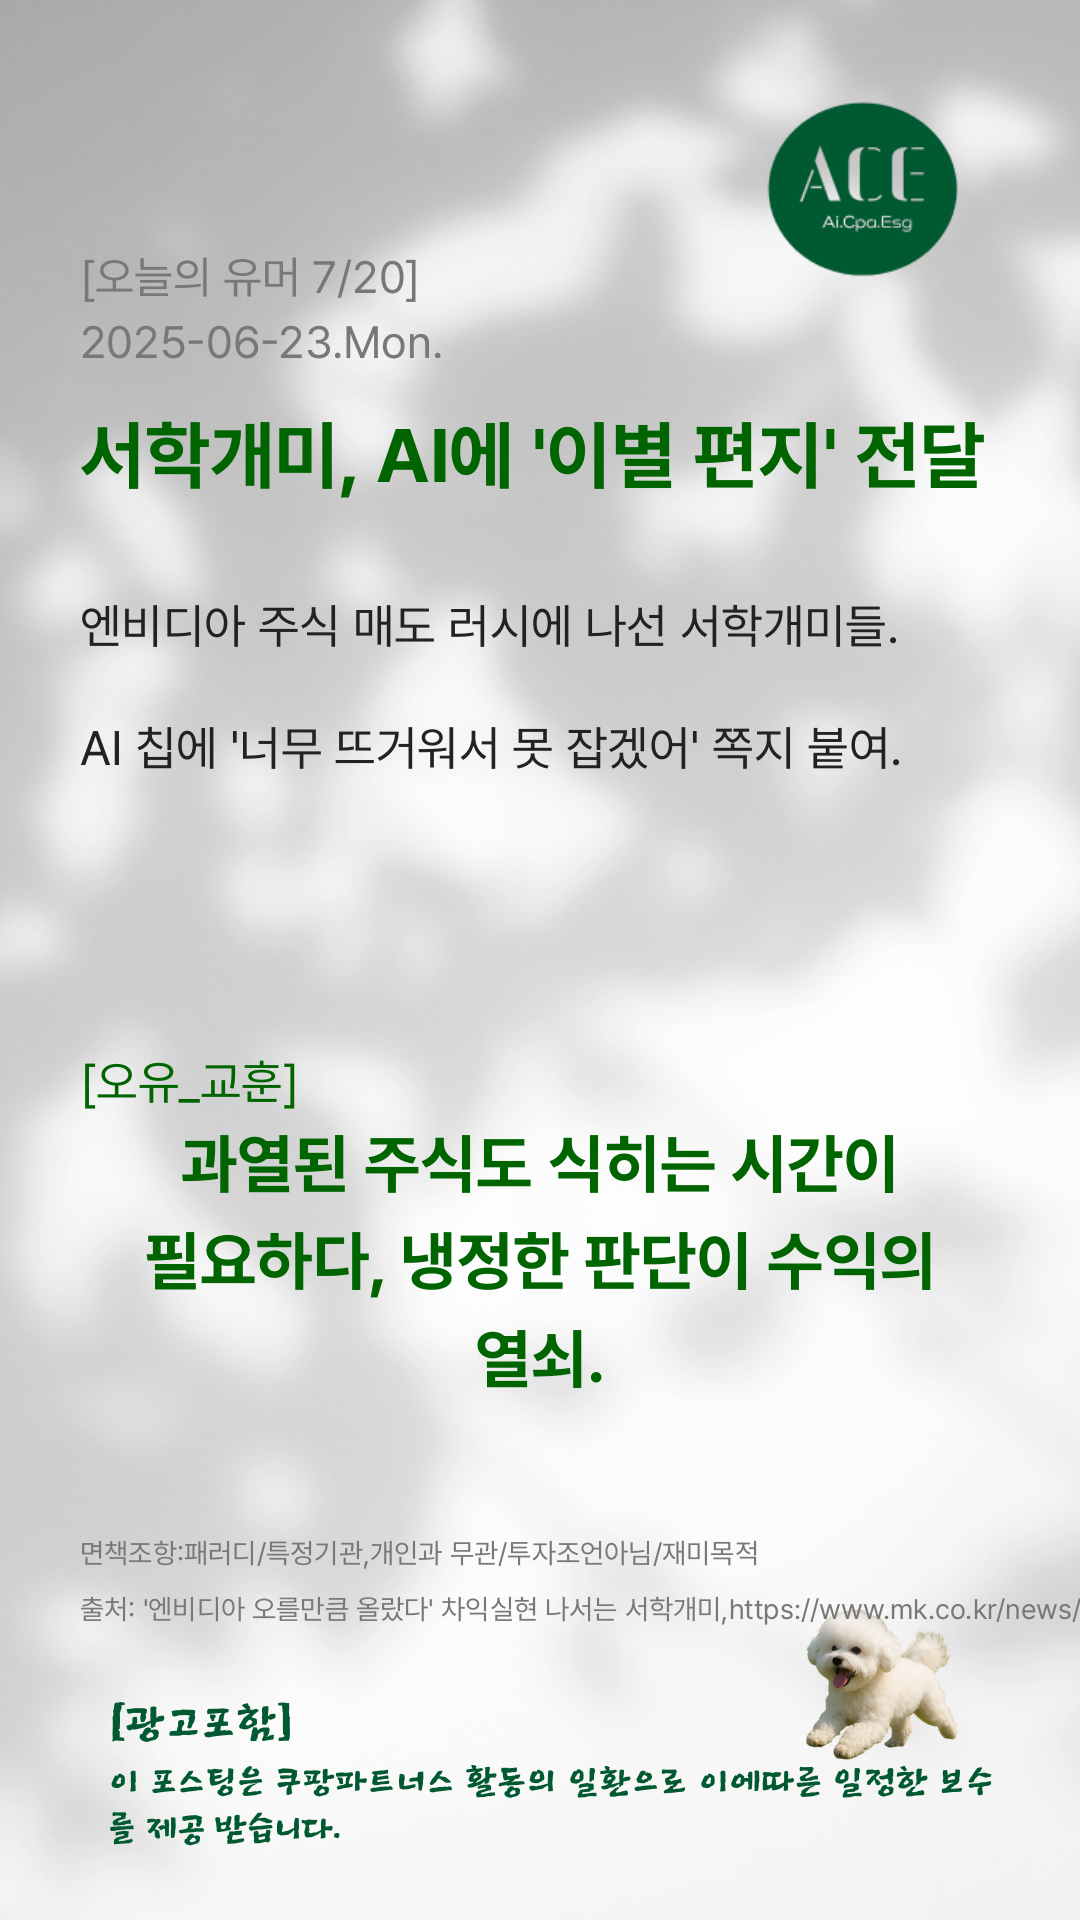 ACE
Ai.Cpa.Esg
[오늘의 유머 7/20]
2025-06-23.Mon.
서학개미, AI에 '이별 편지' 전달
엔비디아 주식 매도 러시에 나선 서학개미들.
AI 칩에 '너무 뜨거워서 못 잡겠어' 쪽지 붙여.
[오유_교훈]
과열된 주식도 식히는 시간이
필요하다, 냉정한 판단이 수익의
열쇠.
면책조항:패러디/특정기관,개인과 무관/투자조언아님/재미목적
출처: '엔비디아 오를만큼 올랐다' 차익실현 나서는 서학개미,https://www.mk.co.kr/news/
[광고포함]
이 포스팅은 쿠팡파트너스 활동의 일환으로 이에따른 일정한 보수
를 제공 받습니다.